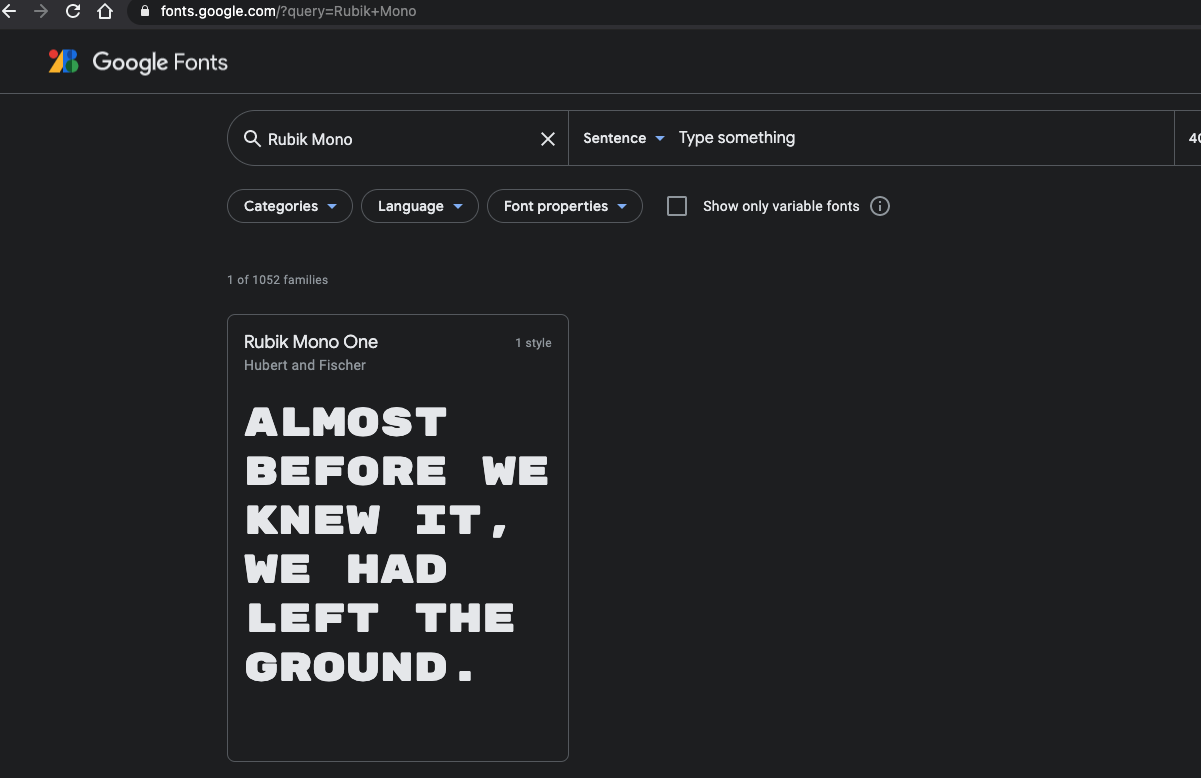 fonts.google.com/?query=Rubik+Mono
Google Fonts
Rubik Mono
Sentence
Type something
Categories
Language
Font properties
Show only variable fonts
1 of 1052 families
Rubik Mono One
1 style
Hubert and Fischer
ALMOST
BEFORE WE
KNEW IT,
WE HAD
LEFT THE
GROUND.